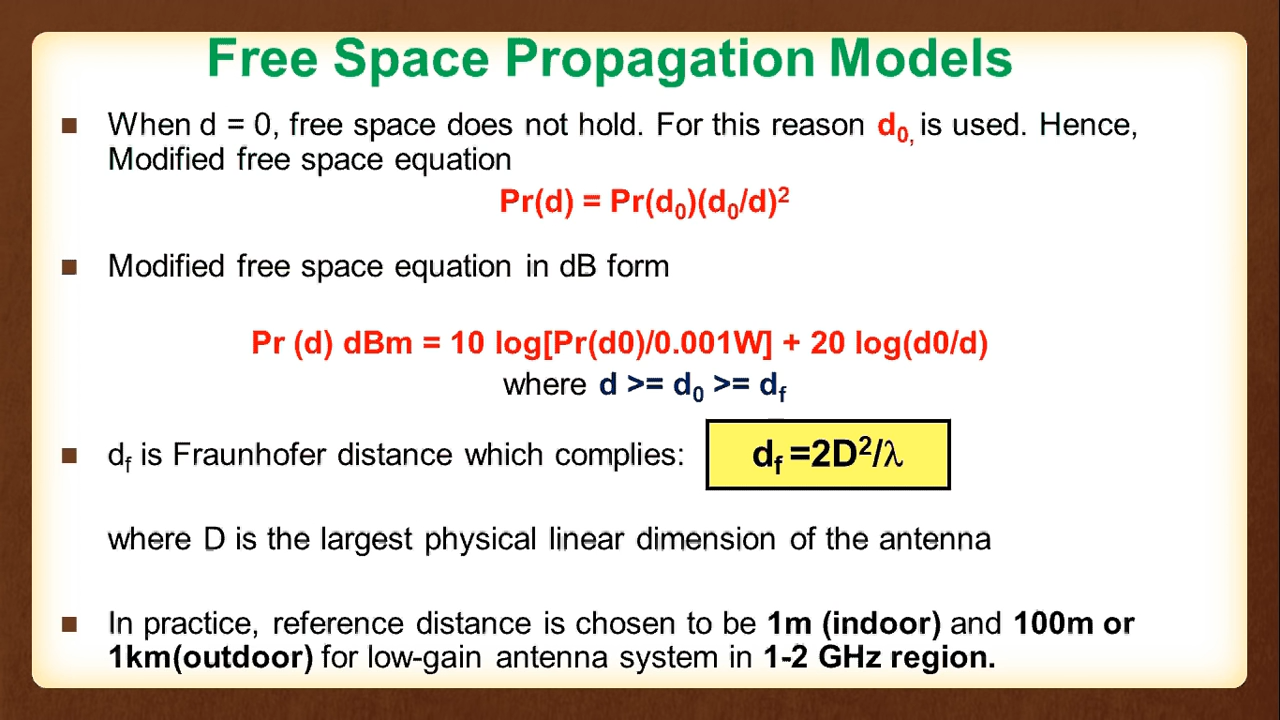 Free Space Propagation Models
When d = 0, free space does not hold. For this reason d₀, is used. Hence,
Modified free space equation
Pr(d) = Pr(d₀)(d₀/d)²
Modified free space equation in dB form
Pr (d) dBm = 10 log[Pr(d0)/0.001W] + 20 log(d0/d)
where d >= d₀ >= d_f
d_f is Fraunhofer distance which complies: d_f =2D²/λ
where D is the largest physical linear dimension of the antenna
In practice, reference distance is chosen to be 1m (indoor) and 100m or
1km(outdoor) for low-gain antenna system in 1-2 GHz region.